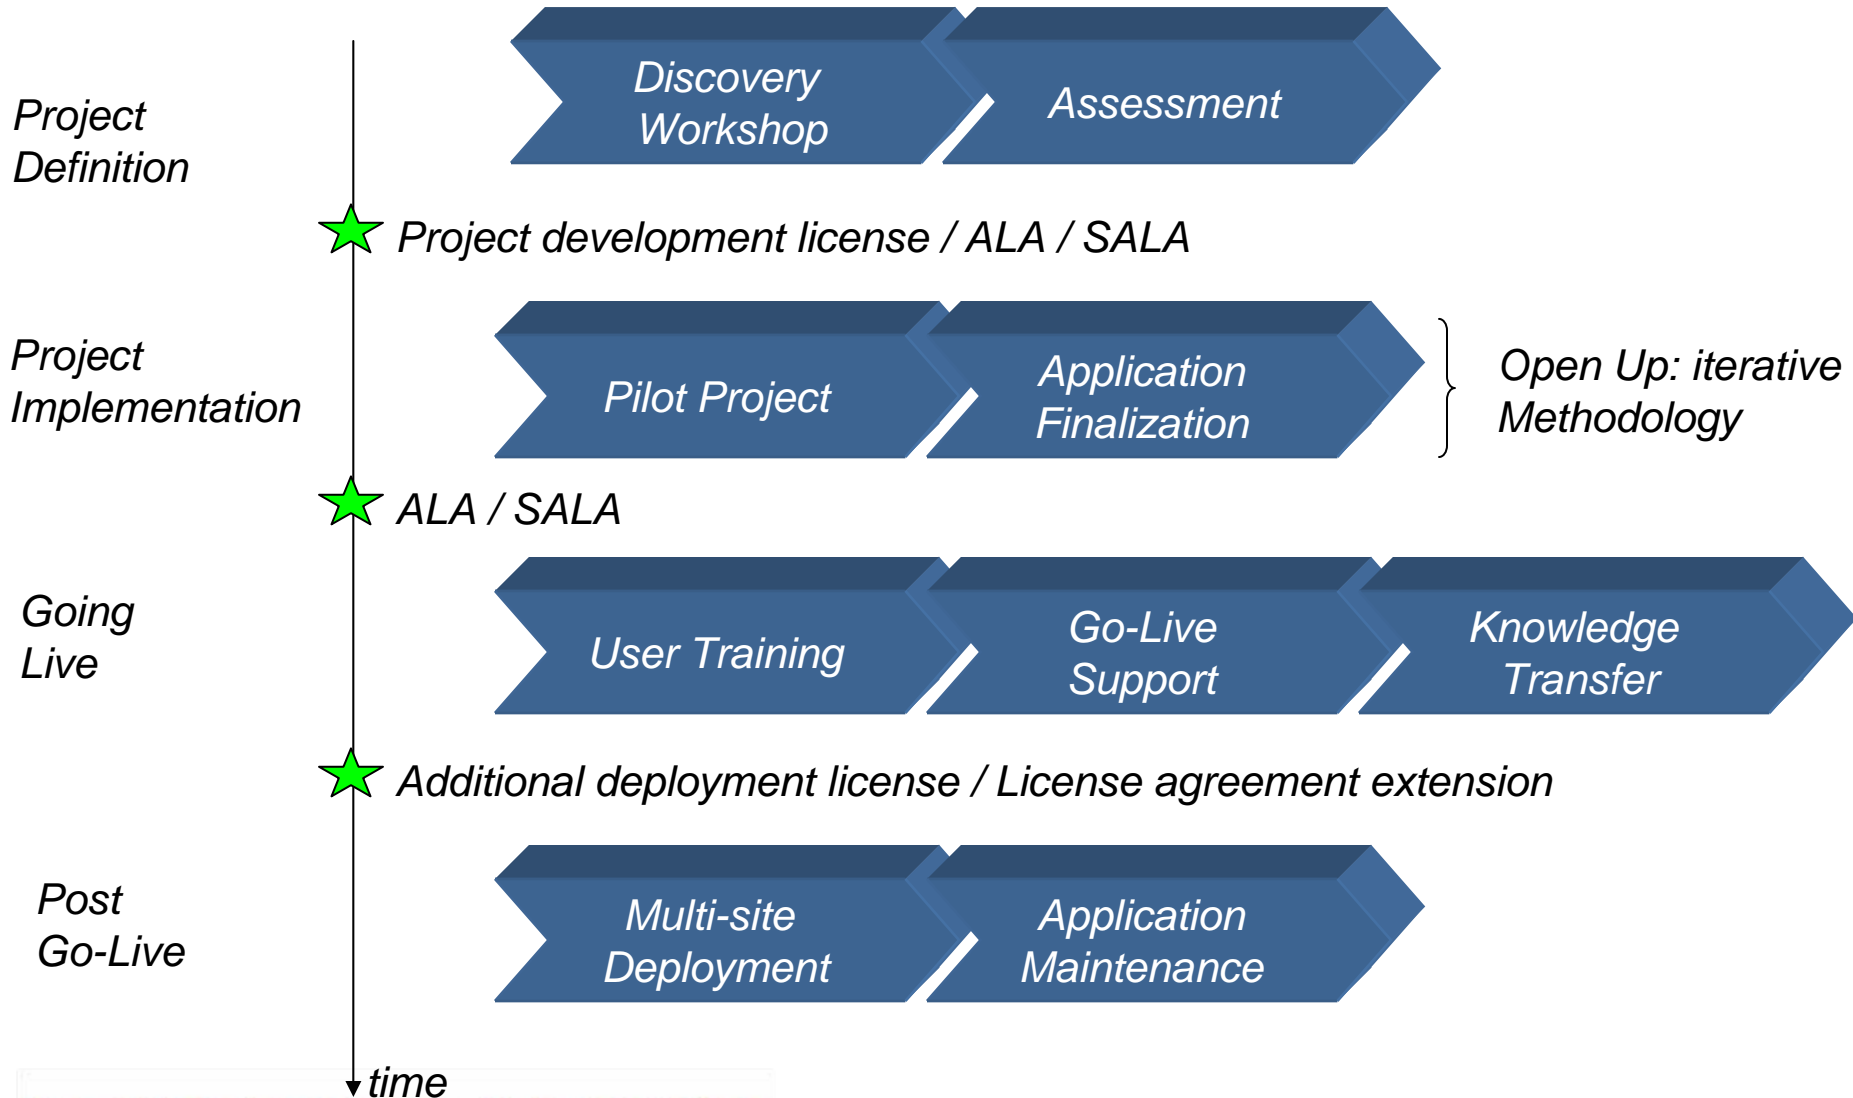 Project
Definition
Discovery
Workshop
Assessment
Project development license / ALA / SALA
Project
Implementation
Pilot Project
Application
Finalization
Open Up: iterative
Methodology
ALA / SALA
Going
Live
User Training
Go-Live
Support
Knowledge
Transfer
Additional deployment license / License agreement extension
Post
Go-Live
Multi-site
Deployment
Application
Maintenance
time